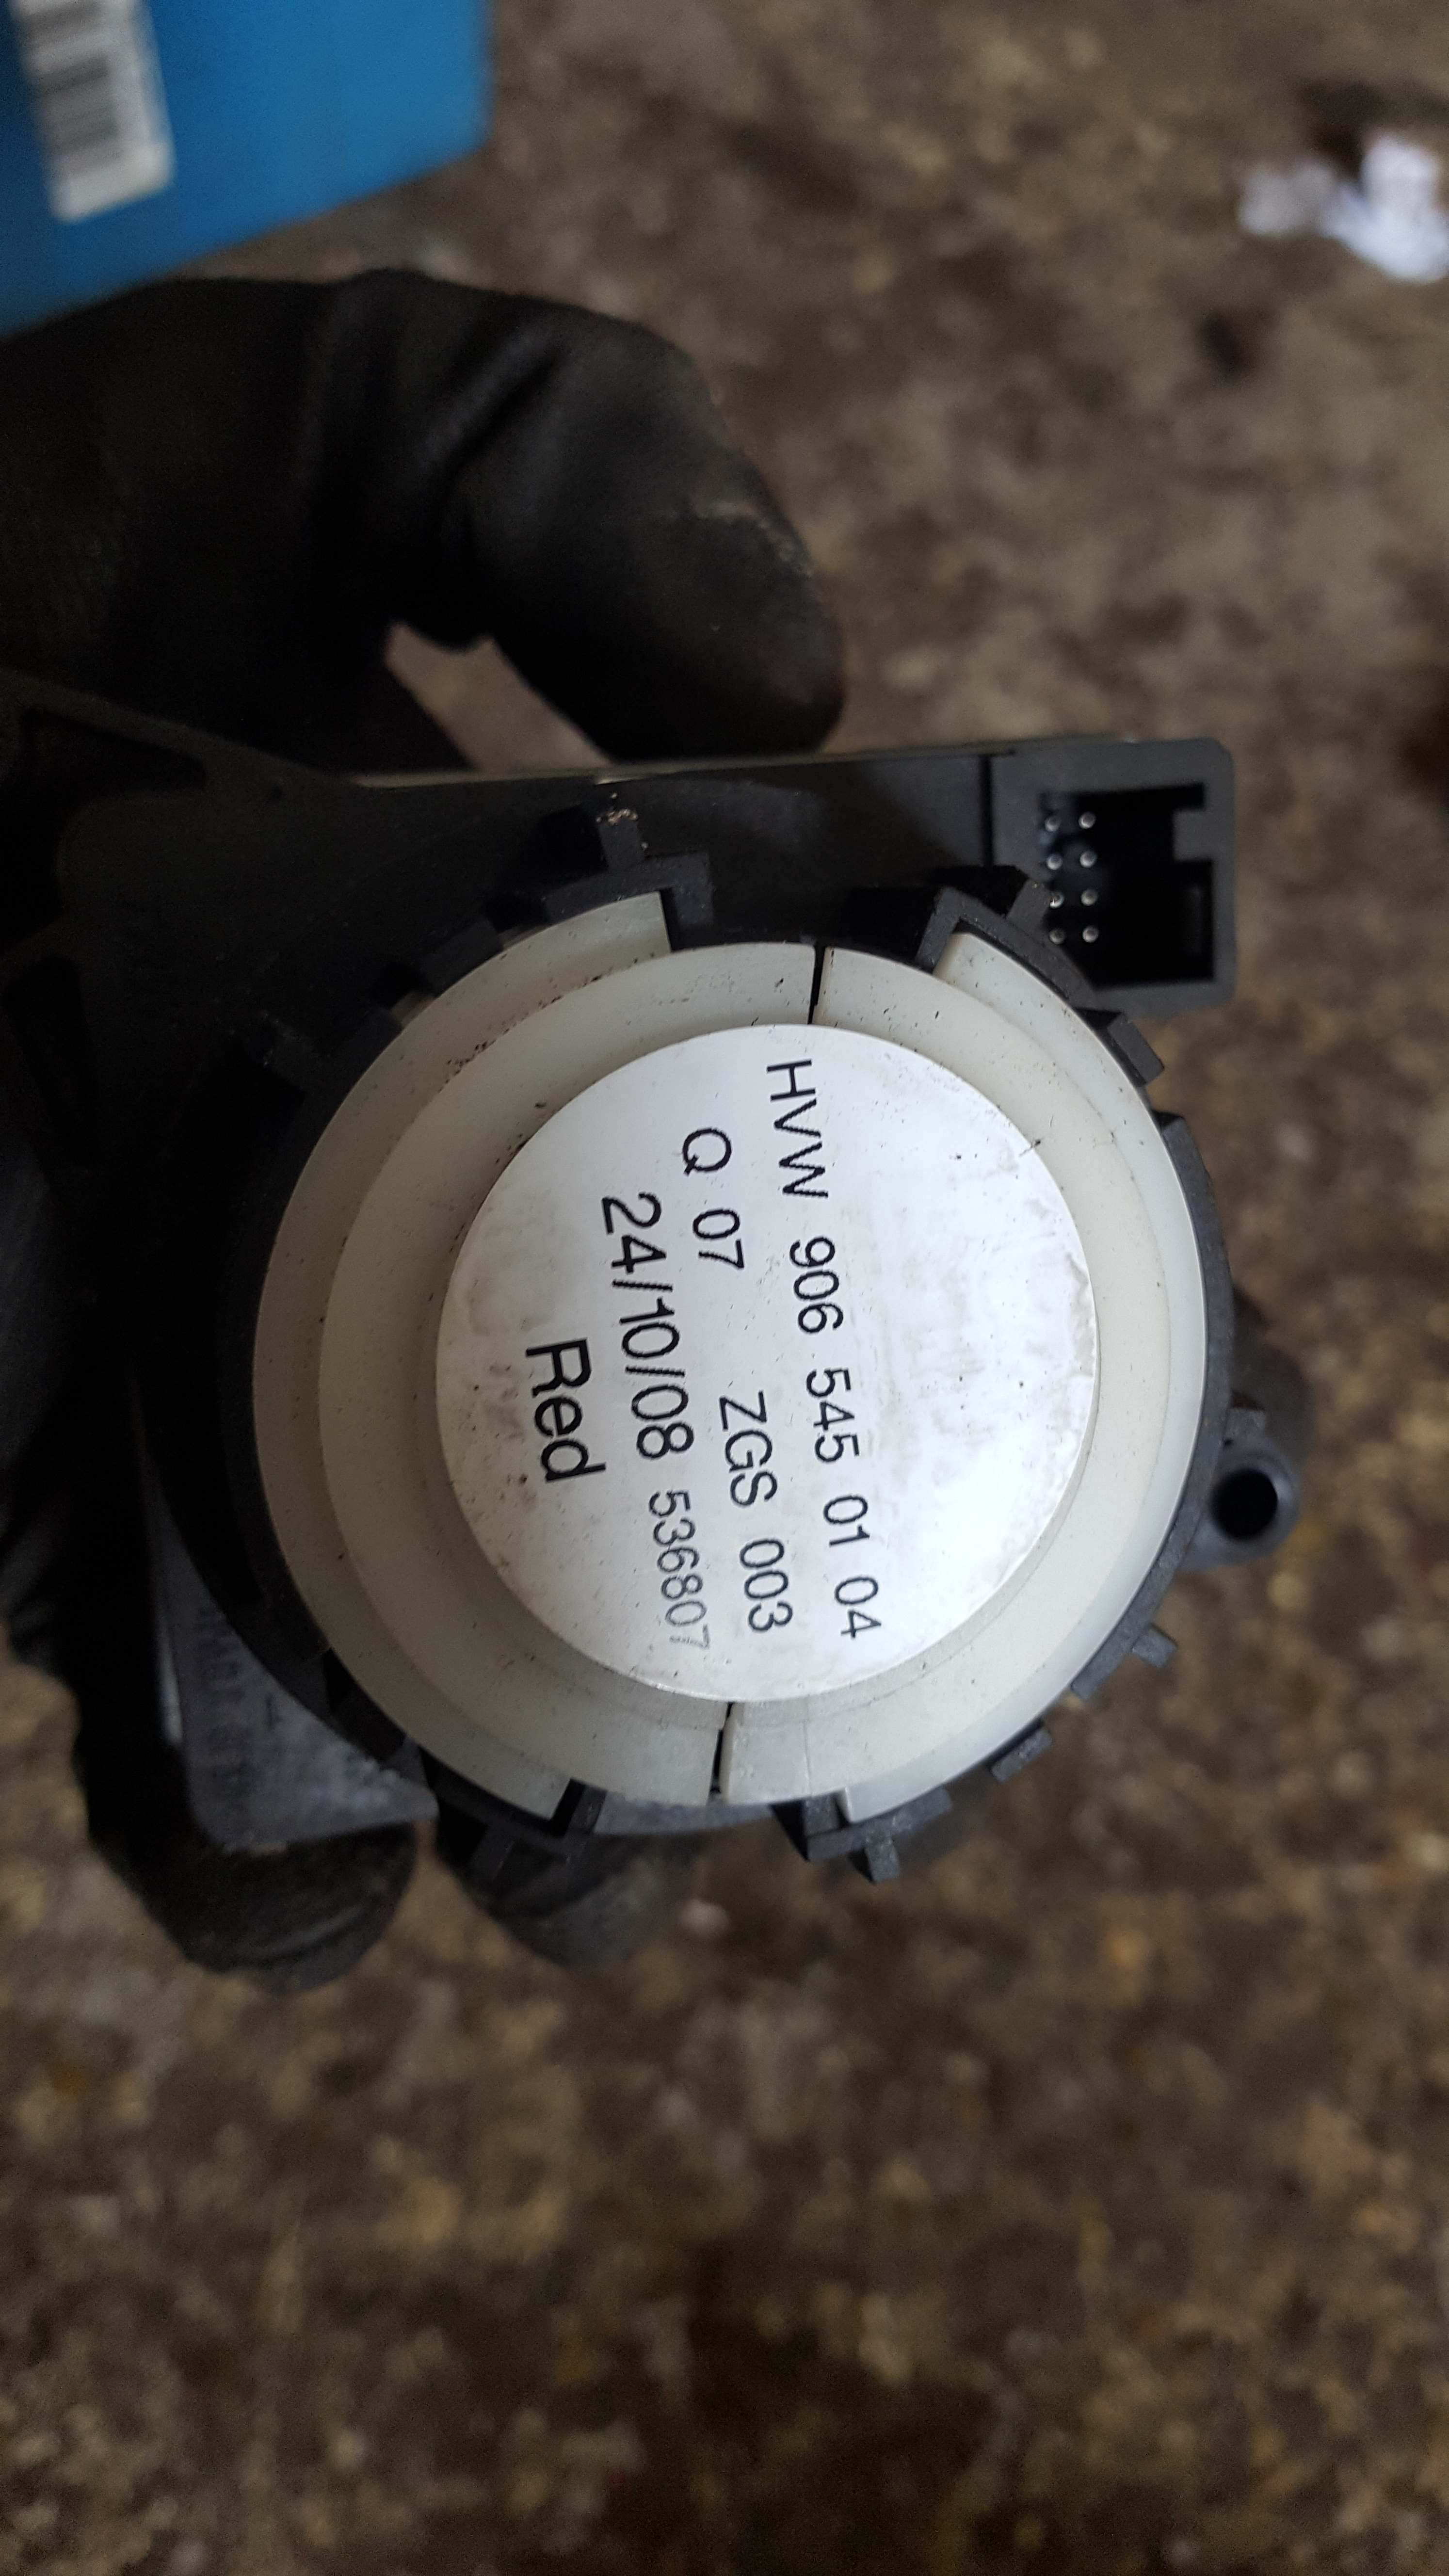 HVW 906 545 01 04
Q 07 ZGS 003
24/10/08 536807
Red